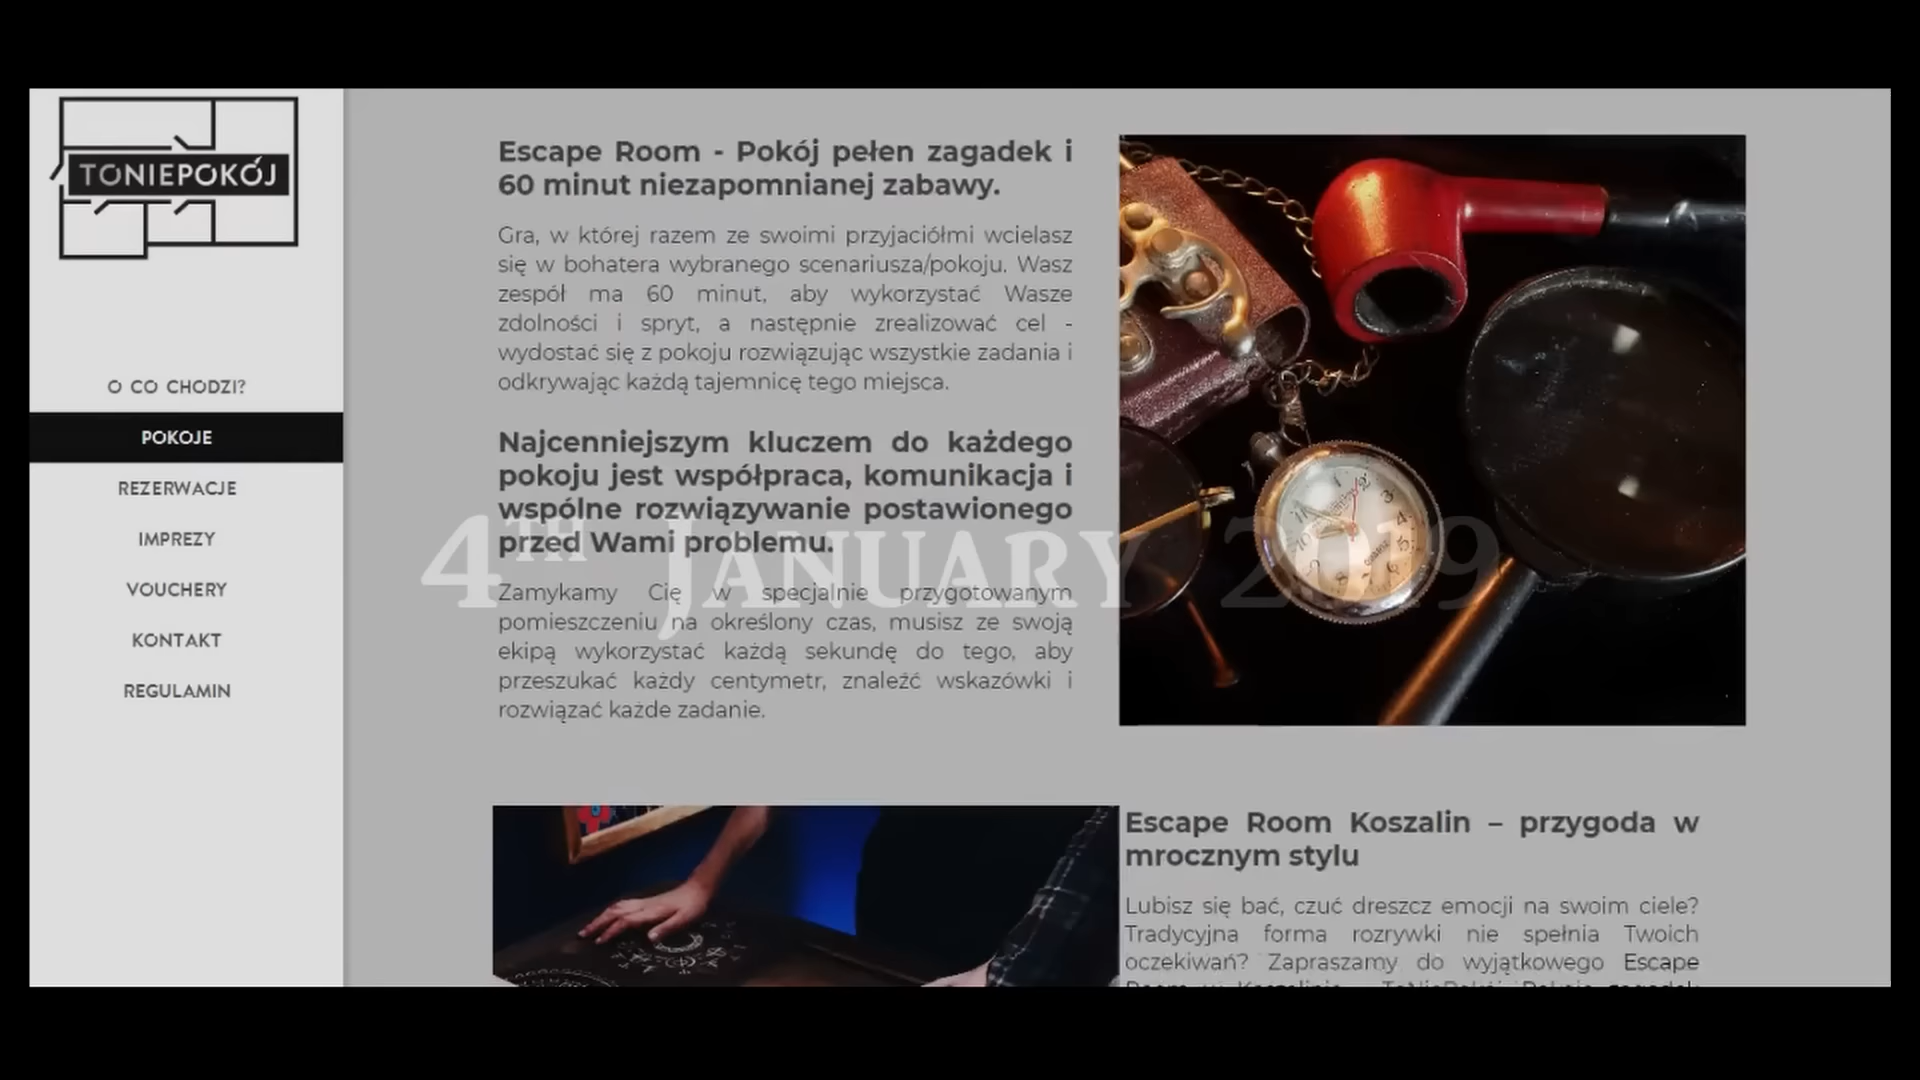 TONIEPOKÓJ
O CO CHODZI?
POKOJE
REZERWACJE
IMPREZY
VOUCHERY
KONTAKT
REGULAMIN
Escape Room - Pokój pełen zagadek i
60 minut niezapomnianej zabawy.
Gra, w której razem ze swoimi przyjaciółmi wcielasz
się w bohatera wybranego scenariusza/pokoju. Wasz
zespół ma 60 minut, aby wykorzystać Wasze
zdolności i spryt, a następnie zrealizować cel -
wydostać się z pokoju rozwiązując wszystkie zadania i
odkrywając każdą tajemnicę tego miejsca.
Najcenniejszym kluczem do każdego
pokoju jest współpraca, komunikacja i
wspólne rozwiązywanie postawionego
przed Wami problemu.
4TH JANUARY 2019
Zamykamy Cię w specjalnie przygotowanym
pomieszczeniu na określony czas, musisz ze swoją
ekipą wykorzystać każdą sekundę do tego, aby
przeszukać każdy centymetr, znaleźć wskazówki i
rozwiązać każde zadanie.
Escape Room Koszalin – przygoda w
mrocznym stylu
Lubisz się bać, czuć dreszcz emocji na swoim ciele?
Tradycyjna forma rozrywki nie spełnia Twoich
oczekiwań? Zapraszamy do wyjątkowego Escape